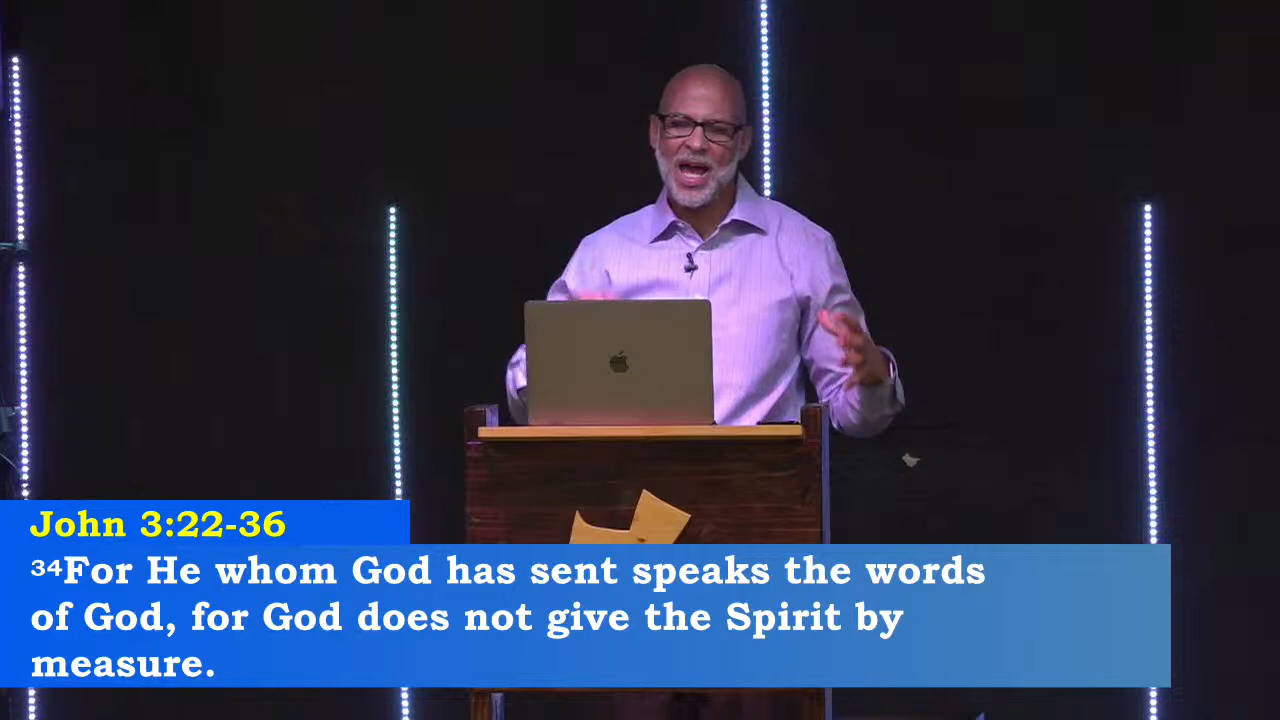 John 3:22-36
³⁴For He whom God has sent speaks the words
of God, for God does not give the Spirit by
measure.